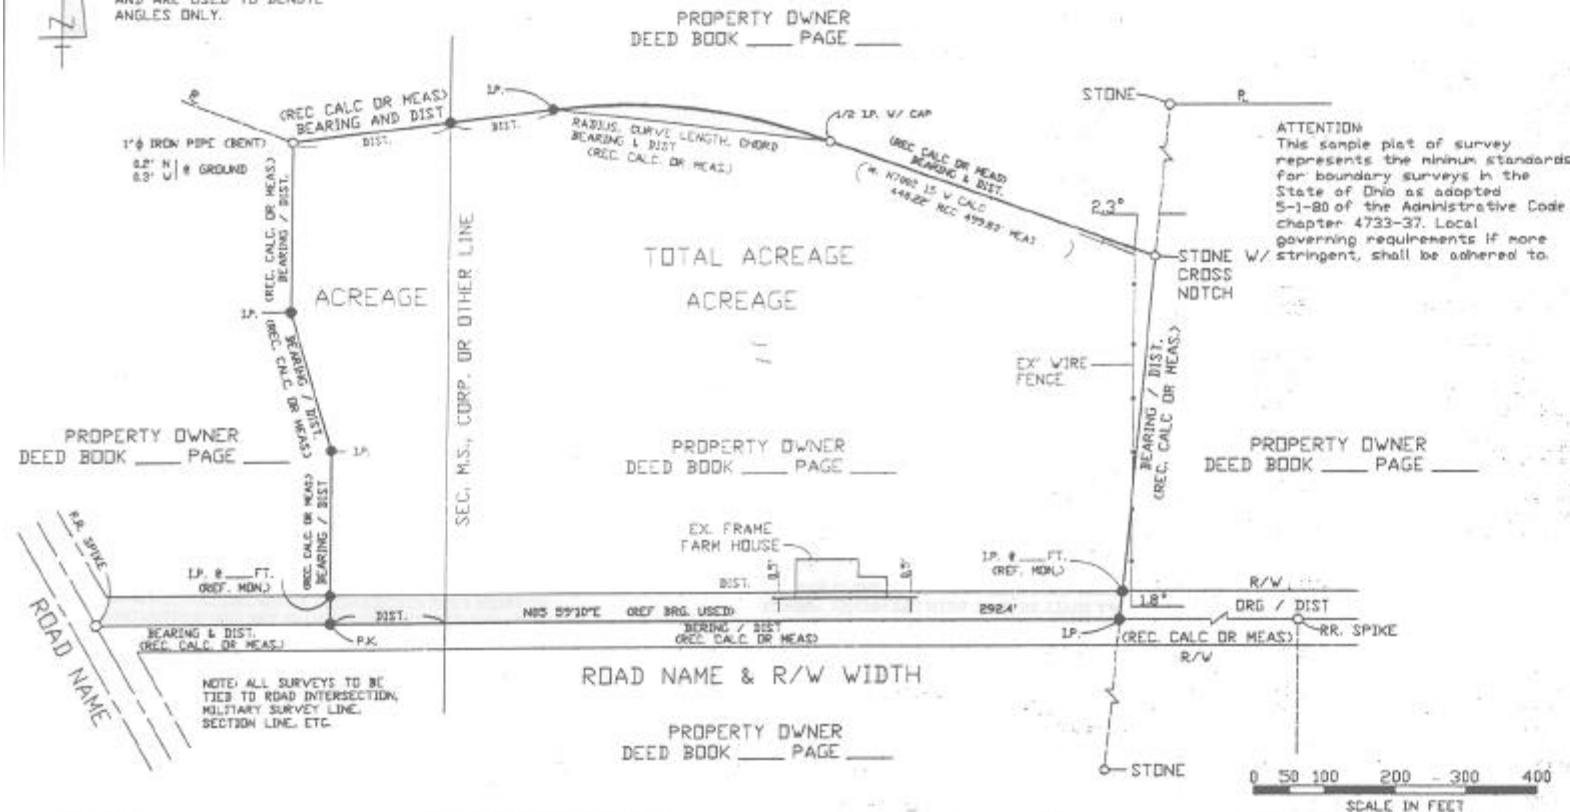 AND ARE USED TO DENOTE
ANGLES ONLY.
N
PROPERTY OWNER
DEED BOOK ____ PAGE ____
STONE
P.
P.
(REC. CALC OR MEAS.)
BEARING AND DIST
DIST.
DIST.
I.P.
RADIUS, CURVE LENGTH, CHORD
BEARING & DIST
(REC. CALC. OR MEAS.)
1/2 I.P. W/ CAP
(REC CALC OR MEAS)
BEARING & DIST.
1"ø IRON PIPE (BENT)
0.2' N
0.3' W
@ GROUND
ATTENTION:
This sample plat of survey
represents the minimum standards
for boundary surveys in the
State of Ohio as adopted
5-1-80 of the Administrative Code
chapter 4733-37. Local
governing requirements if more
stringent, shall be adhered to.
2.3°
STONE W/
CROSS
NOTCH
(REC. CALC. OR MEAS.)
BEARING / DIST.
TOTAL ACREAGE
ACREAGE
ACREAGE
SEC, M.S., CORP. OR OTHER LINE
I.P.
BEARING / DIST.
(REC. CALC. OR MEAS.)
EX' WIRE
FENCE
BEARING / DIST.
(REC. CALC OR MEAS.)
PROPERTY OWNER
DEED BOOK ____ PAGE ____
I.P.
PROPERTY OWNER
DEED BOOK ____ PAGE ____
PROPERTY OWNER
DEED BOOK ____ PAGE ____
(REC. CALC OR MEAS)
BEARING / DIST
R.R. SPIKE
EX. FRAME
FARM HOUSE
I.P. @ ____ FT.
(REF. MON.)
I.P. @ ____ FT.
(REF. MON.)
DIST.
0.5'
0.5'
R/W
1.8°
ROAD NAME
DIST.
N85 59'10"E (REF BRG. USED)
292.4'
BERING / DIST
(REC. CALC. OR MEAS)
BEARING & DIST.
(REC. CALC. OR MEAS.)
P.K.
I.P.
ORG / DIST
(REC. CALC OR MEAS)
RR. SPIKE
R/W
ROAD NAME & R/W WIDTH
NOTE: ALL SURVEYS TO BE
TIED TO ROAD INTERSECTION,
MILITARY SURVEY LINE,
SECTION LINE, ETC.
PROPERTY OWNER
DEED BOOK ____ PAGE ____
STONE
0 50 100 200 300 400
SCALE IN FEET